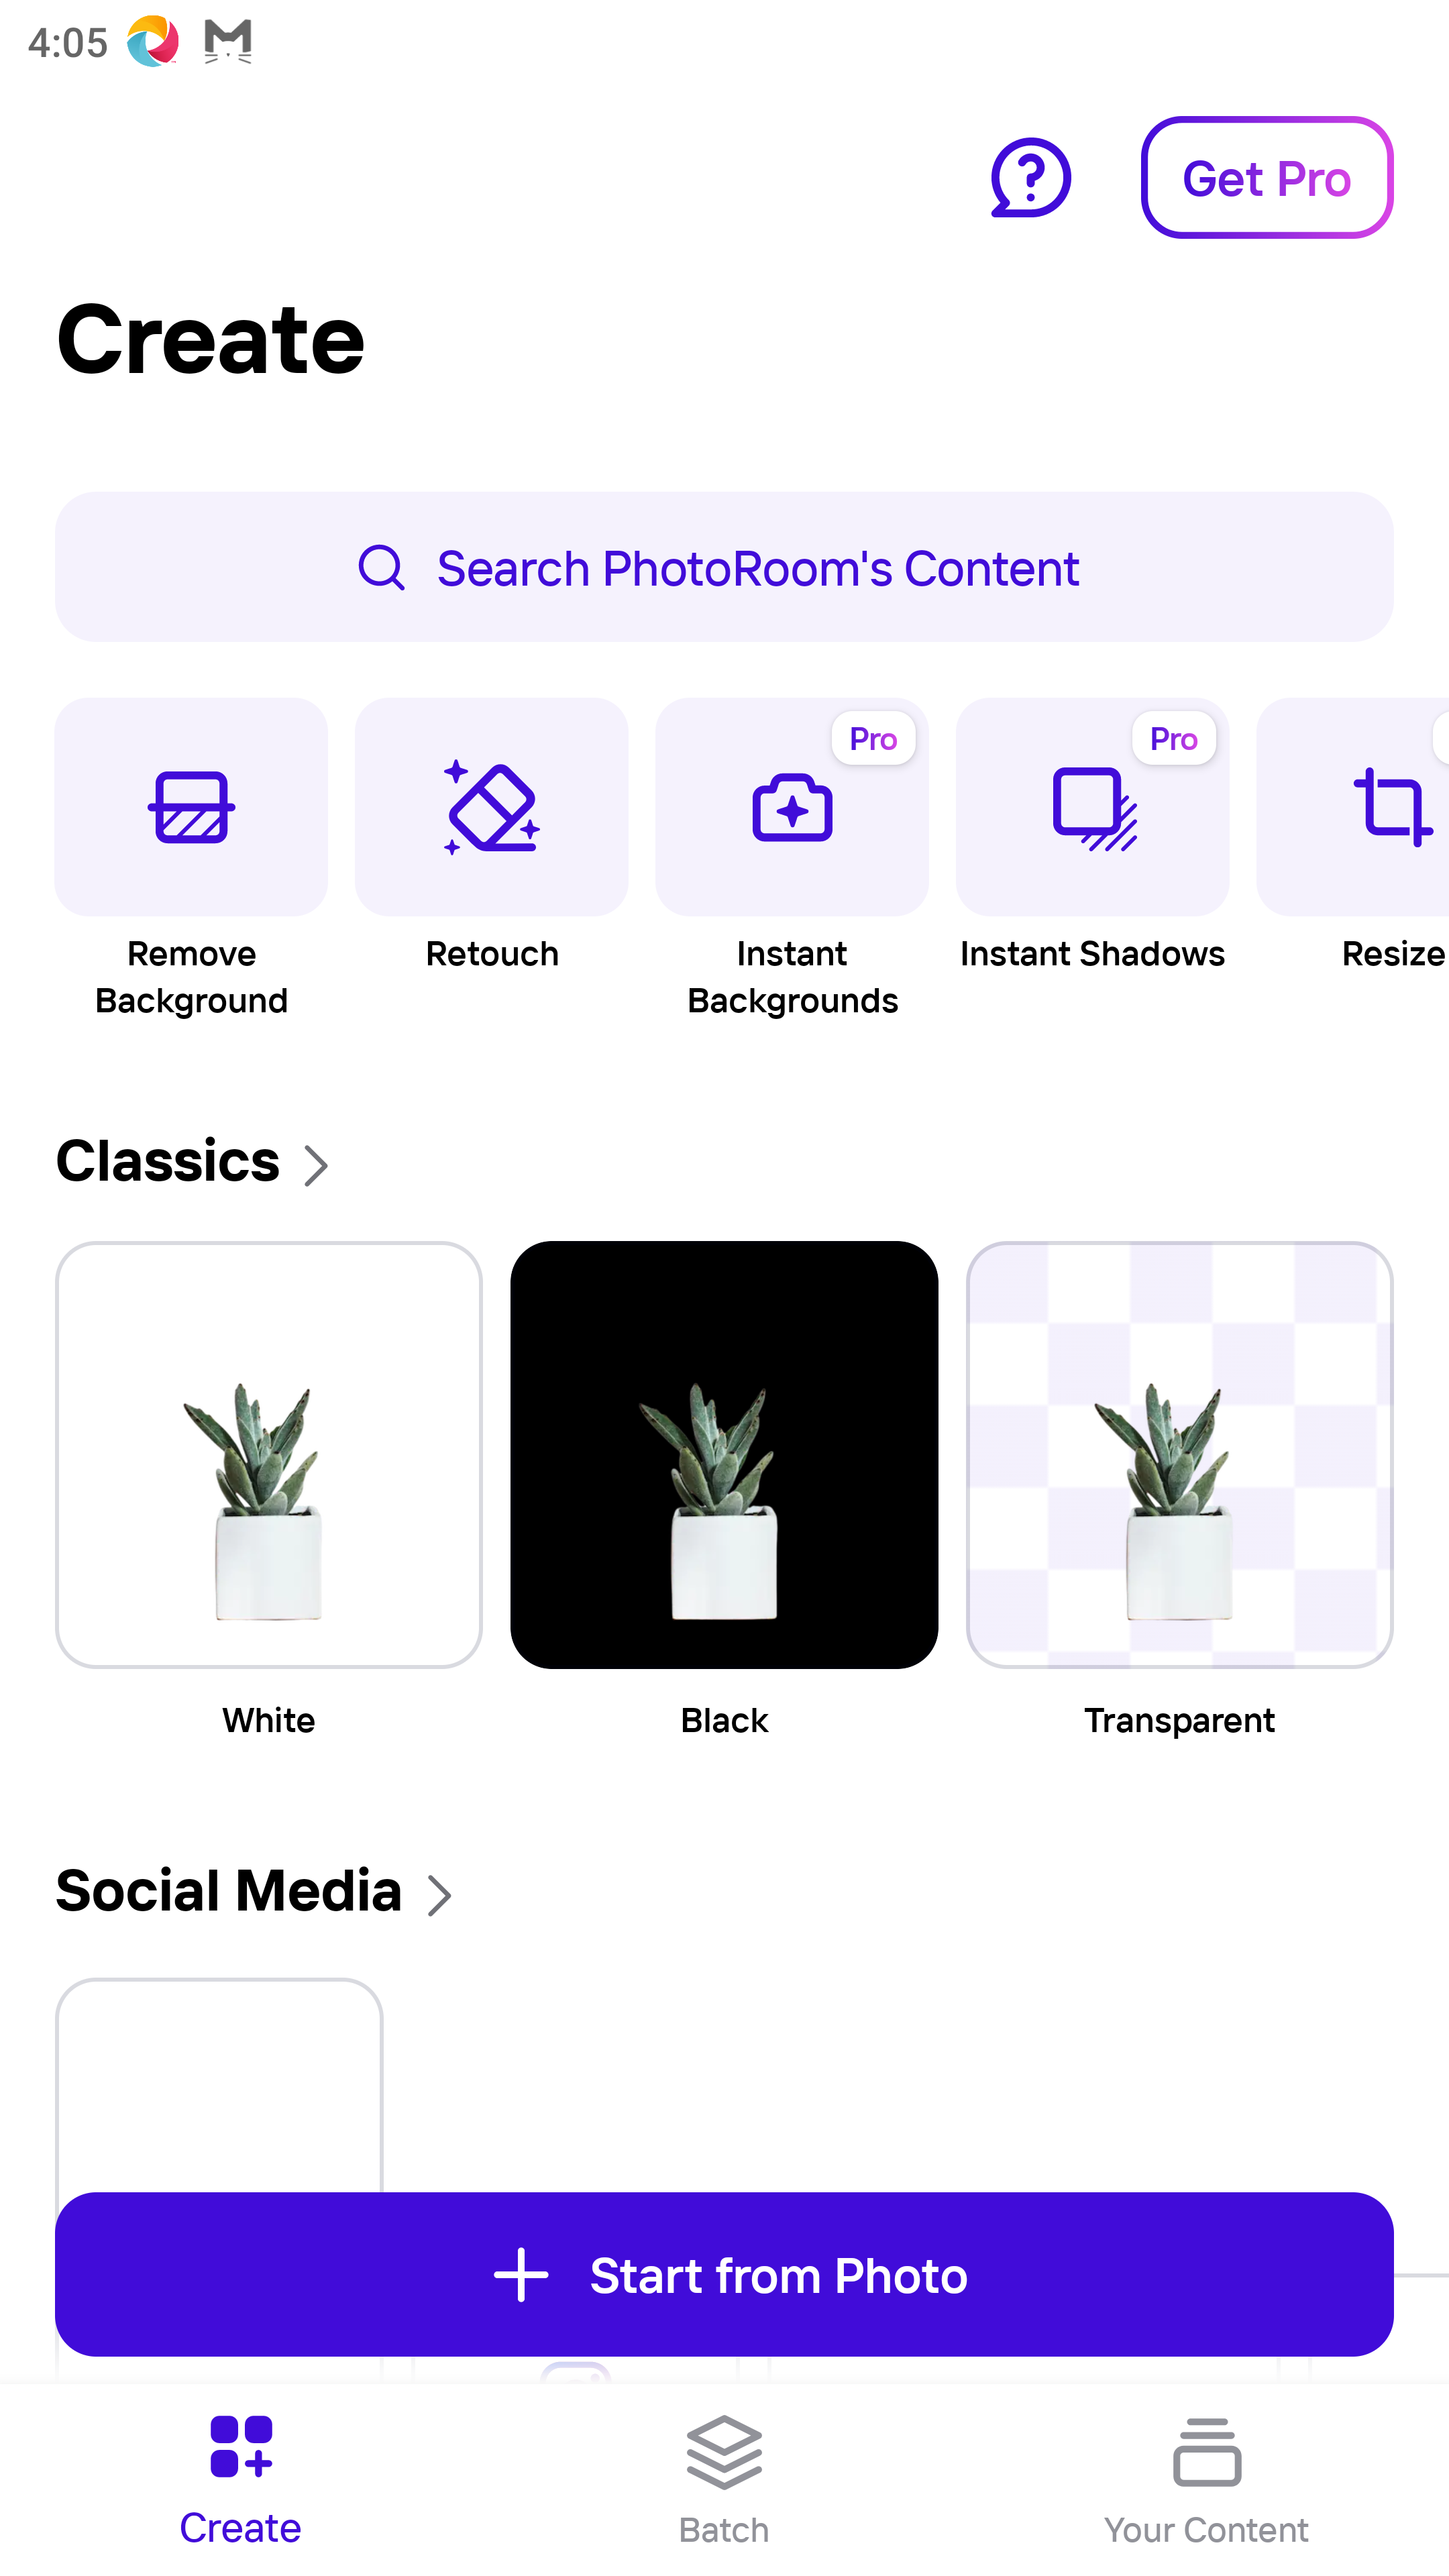 4:05
Get Pro
Create
Search PhotoRoom's Content
Pro
Pro
Remove
Background
Retouch
Instant
Backgrounds
Instant Shadows
Resize
Classics
White
Black
Transparent
Social Media
Start from Photo
Create
Batch
Your Content